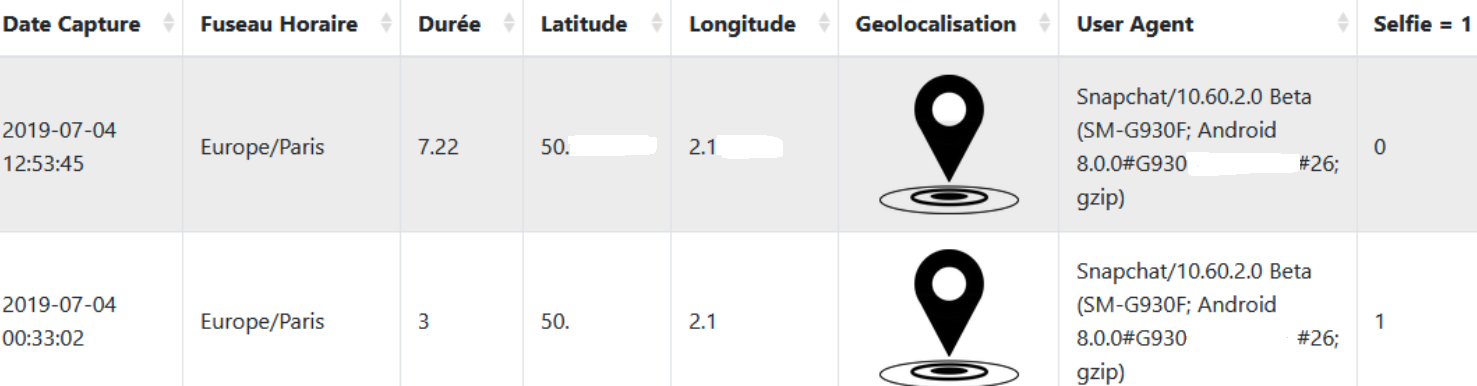 Date Capture Fuseau Horaire Durée Latitude Longitude Geolocalisation User Agent Selfie = 1
2019-07-04
12:53:45
Europe/Paris
7.22
50.
2.1
Snapchat/10.60.2.0 Beta
(SM-G930F; Android
8.0.0#G930 #26;
gzip)
0
2019-07-04
00:33:02
Europe/Paris
3
50.
2.1
Snapchat/10.60.2.0 Beta
(SM-G930F; Android
8.0.0#G930 #26;
gzip)
1